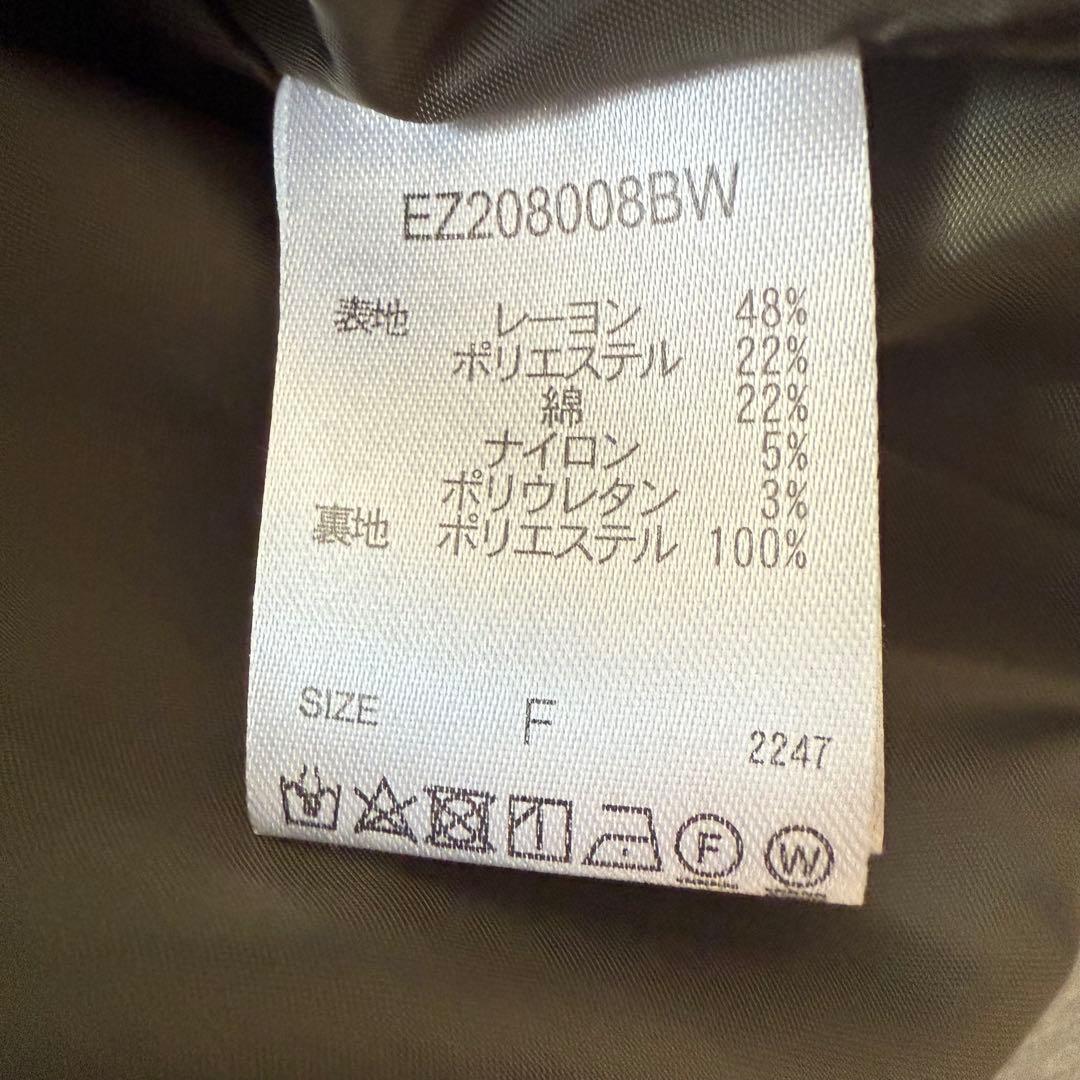 EZ208008BW
表地 レーヨン 48%
ポリエステル 22%
綿 22%
ナイロン 5%
ポリウレタン 3%
裏地 ポリエステル 100%
SIZE F 2247
F W